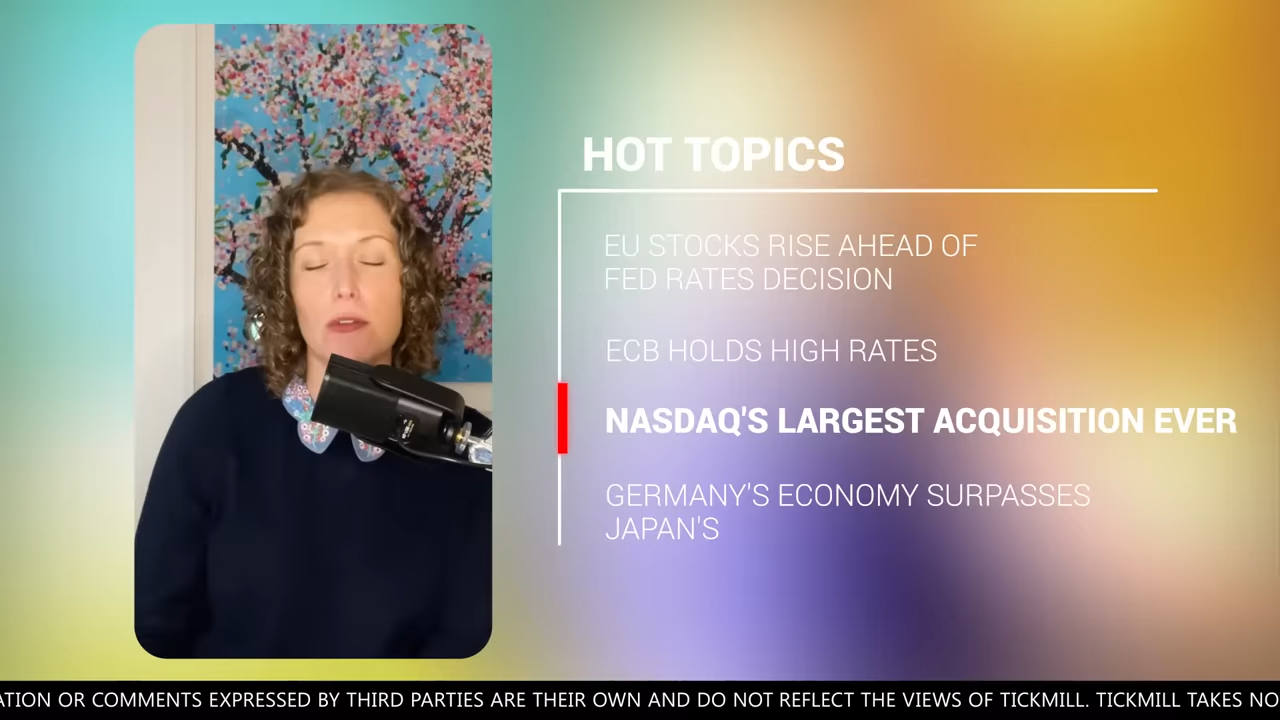 HOT TOPICS
EU STOCKS RISE AHEAD OF
FED RATES DECISION
ECB HOLDS HIGH RATES
NASDAQ'S LARGEST ACQUISITION EVER
GERMANY'S ECONOMY SURPASSES
JAPAN'S
ATION OR COMMENTS EXPRESSED BY THIRD PARTIES ARE THEIR OWN AND DO NOT REFLECT THE VIEWS OF TICKMILL. TICKMILL TAKES NO